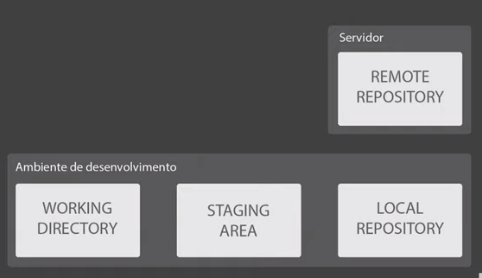 Servidor
REMOTE
REPOSITORY
Ambiente de desenvolvimento
WORKING
DIRECTORY
STAGING
AREA
LOCAL
REPOSITORY